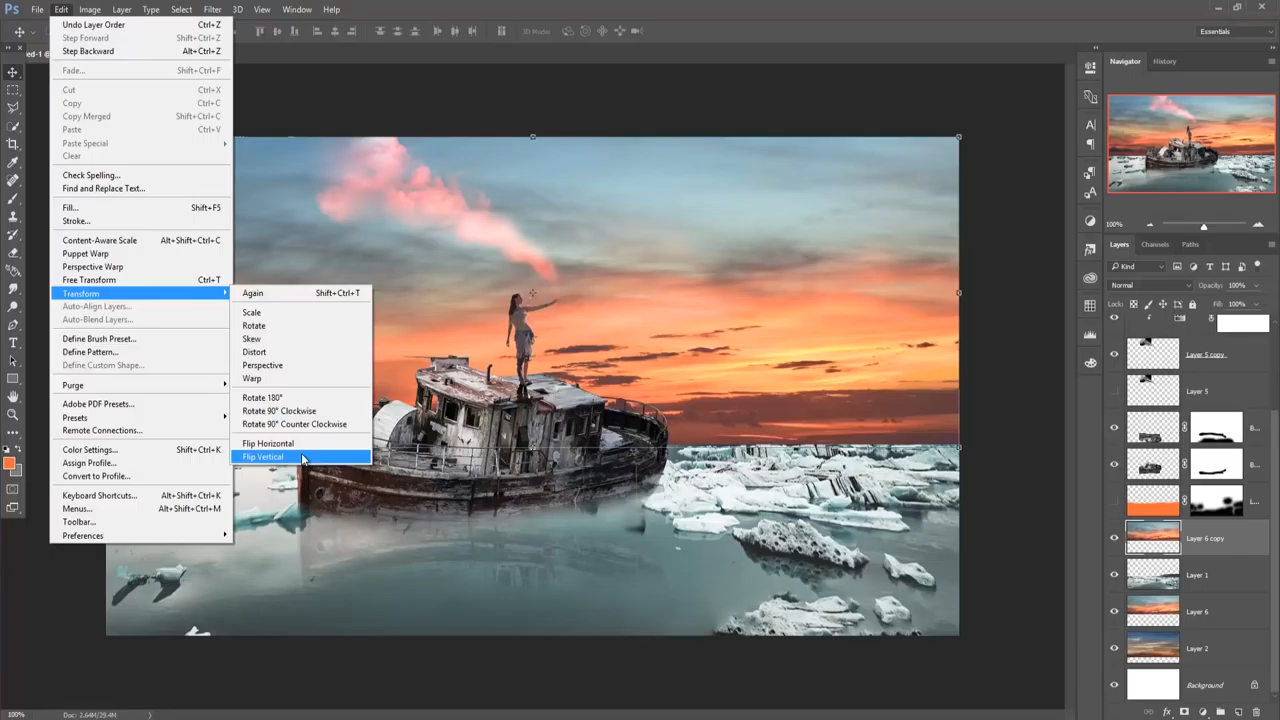 Ps File Edit Image Layer Type Select Filter 3D View Window Help
3D Mode: Essentials
Undo Layer Order Ctrl+Z
Step Forward Shift+Ctrl+Z
Step Backward Alt+Ctrl+Z
Fade... Shift+Ctrl+F
Cut Ctrl+X
Copy Ctrl+C
Copy Merged Shift+Ctrl+C
Paste Ctrl+V
Paste Special
Clear
Check Spelling...
Find and Replace Text...
Fill... Shift+F5
Stroke...
Content-Aware Scale Alt+Shift+Ctrl+C
Puppet Warp
Perspective Warp
Free Transform Ctrl+T
Transform
Auto-Align Layers...
Auto-Blend Layers...
Define Brush Preset...
Define Pattern...
Define Custom Shape...
Purge
Adobe PDF Presets...
Presets
Remote Connections...
Color Settings... Shift+Ctrl+K
Assign Profile...
Convert to Profile...
Keyboard Shortcuts... Alt+Shift+Ctrl+K
Menus... Alt+Shift+Ctrl+M
Toolbar...
Preferences
Again Shift+Ctrl+T
Scale
Rotate
Skew
Distort
Perspective
Warp
Rotate 180°
Rotate 90° Clockwise
Rotate 90° Counter Clockwise
Flip Horizontal
Flip Vertical
Navigator History
100%
Layers Channels Paths
Kind
Normal Opacity: 100%
Lock: Fill: 100%
Layer 5 copy
Layer 5
B...
B...
L...
Layer 6 copy
Layer 1
Layer 6
Layer 2
Background
100% Doc: 2.64M/29.4M